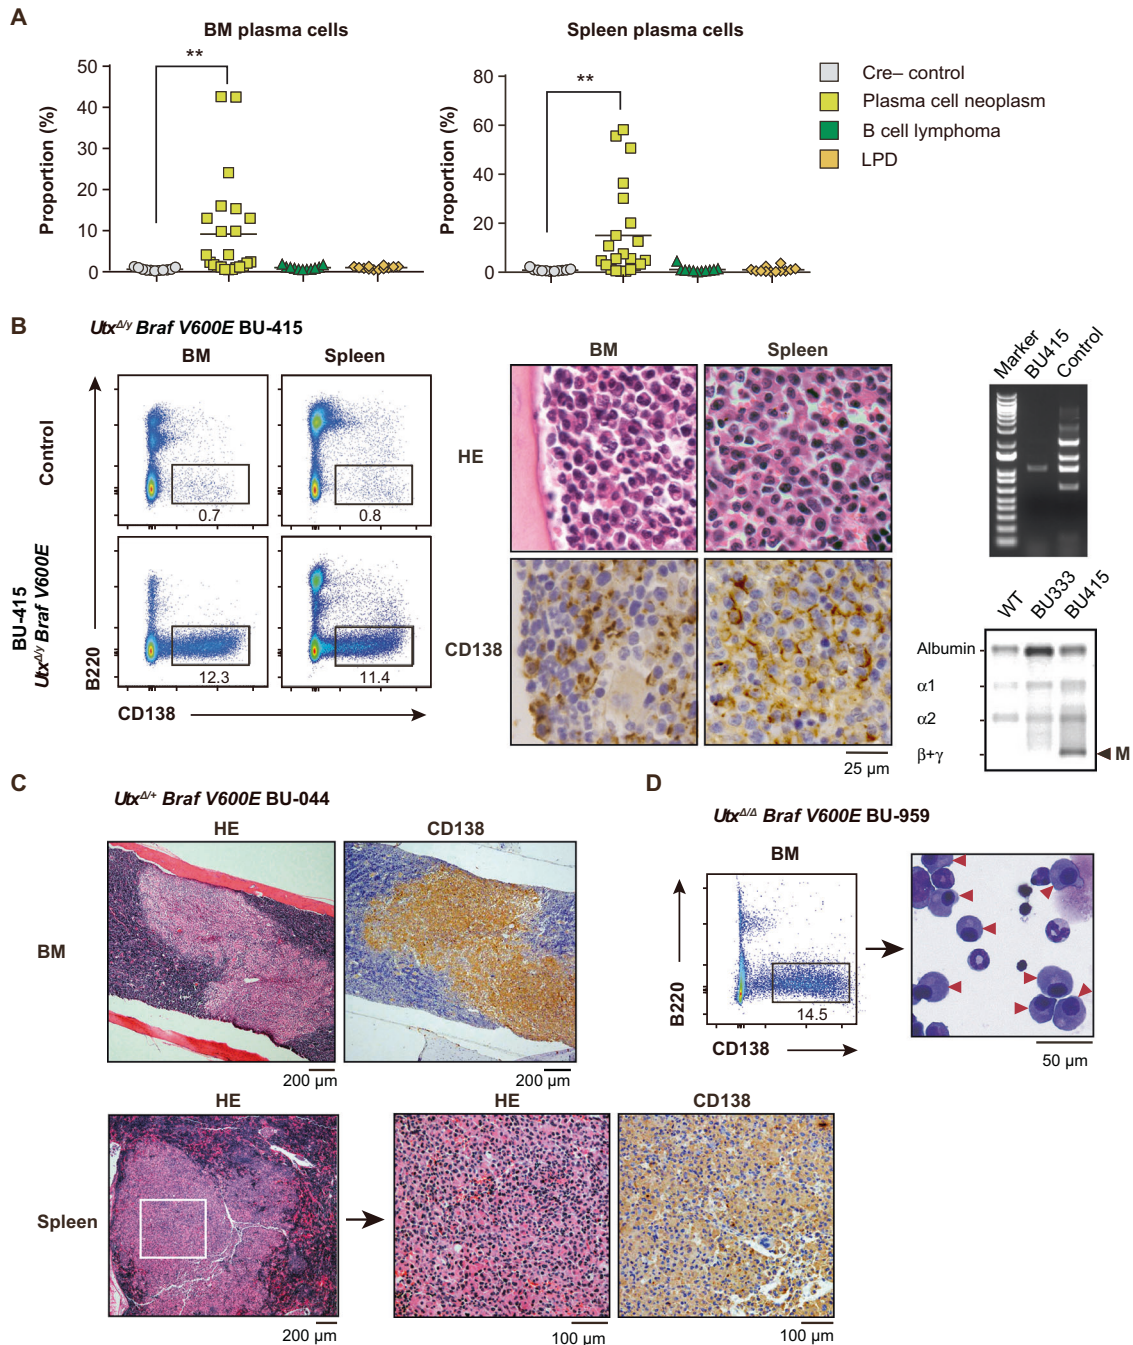 A
BM plasma cells
Spleen plasma cells
**
**
50
40
30
20
10
0
Proportion (%)
80
60
40
20
0
Proportion (%)
Cre– control
Plasma cell neoplasm
B cell lymphoma
LPD
B
Utx^Δ/y Braf V600E BU-415
BM
Spleen
Control
0.7
0.8
BU-415
Utx^Δ/y Braf V600E
12.3
11.4
B220
CD138
BM
Spleen
HE
CD138
25 μm
Marker
BU415
Control
WT
BU333
BU415
Albumin
α1
α2
β+γ
M
C
Utx^Δ/+ Braf V600E BU-044
HE
CD138
BM
200 μm
200 μm
HE
HE
CD138
Spleen
200 μm
100 μm
100 μm
D
Utx^Δ/Δ Braf V600E BU-959
BM
B220
14.5
CD138
50 μm